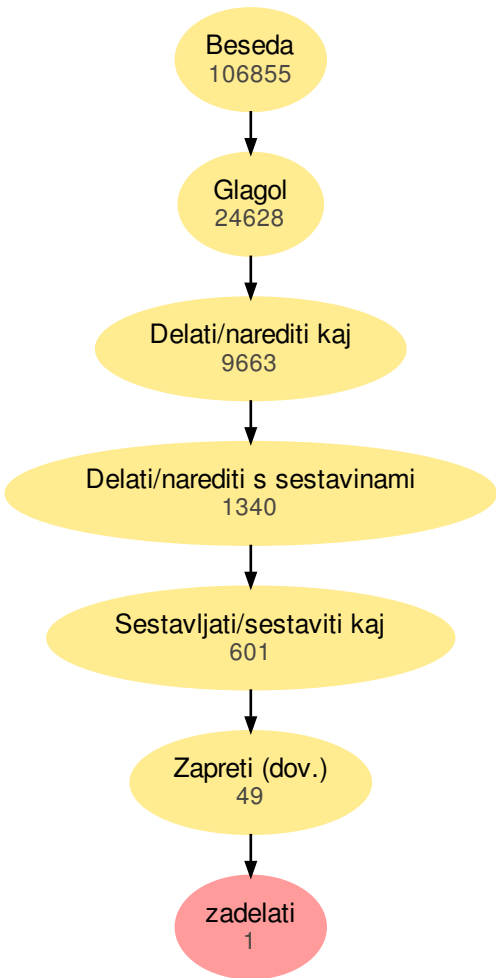 Beseda
106855
Glagol
24628
Delati/narediti kaj
9663
Delati/narediti s sestavinami
1340
Sestavljati/sestaviti kaj
601
Zapreti (dov.)
49
zadelati
1